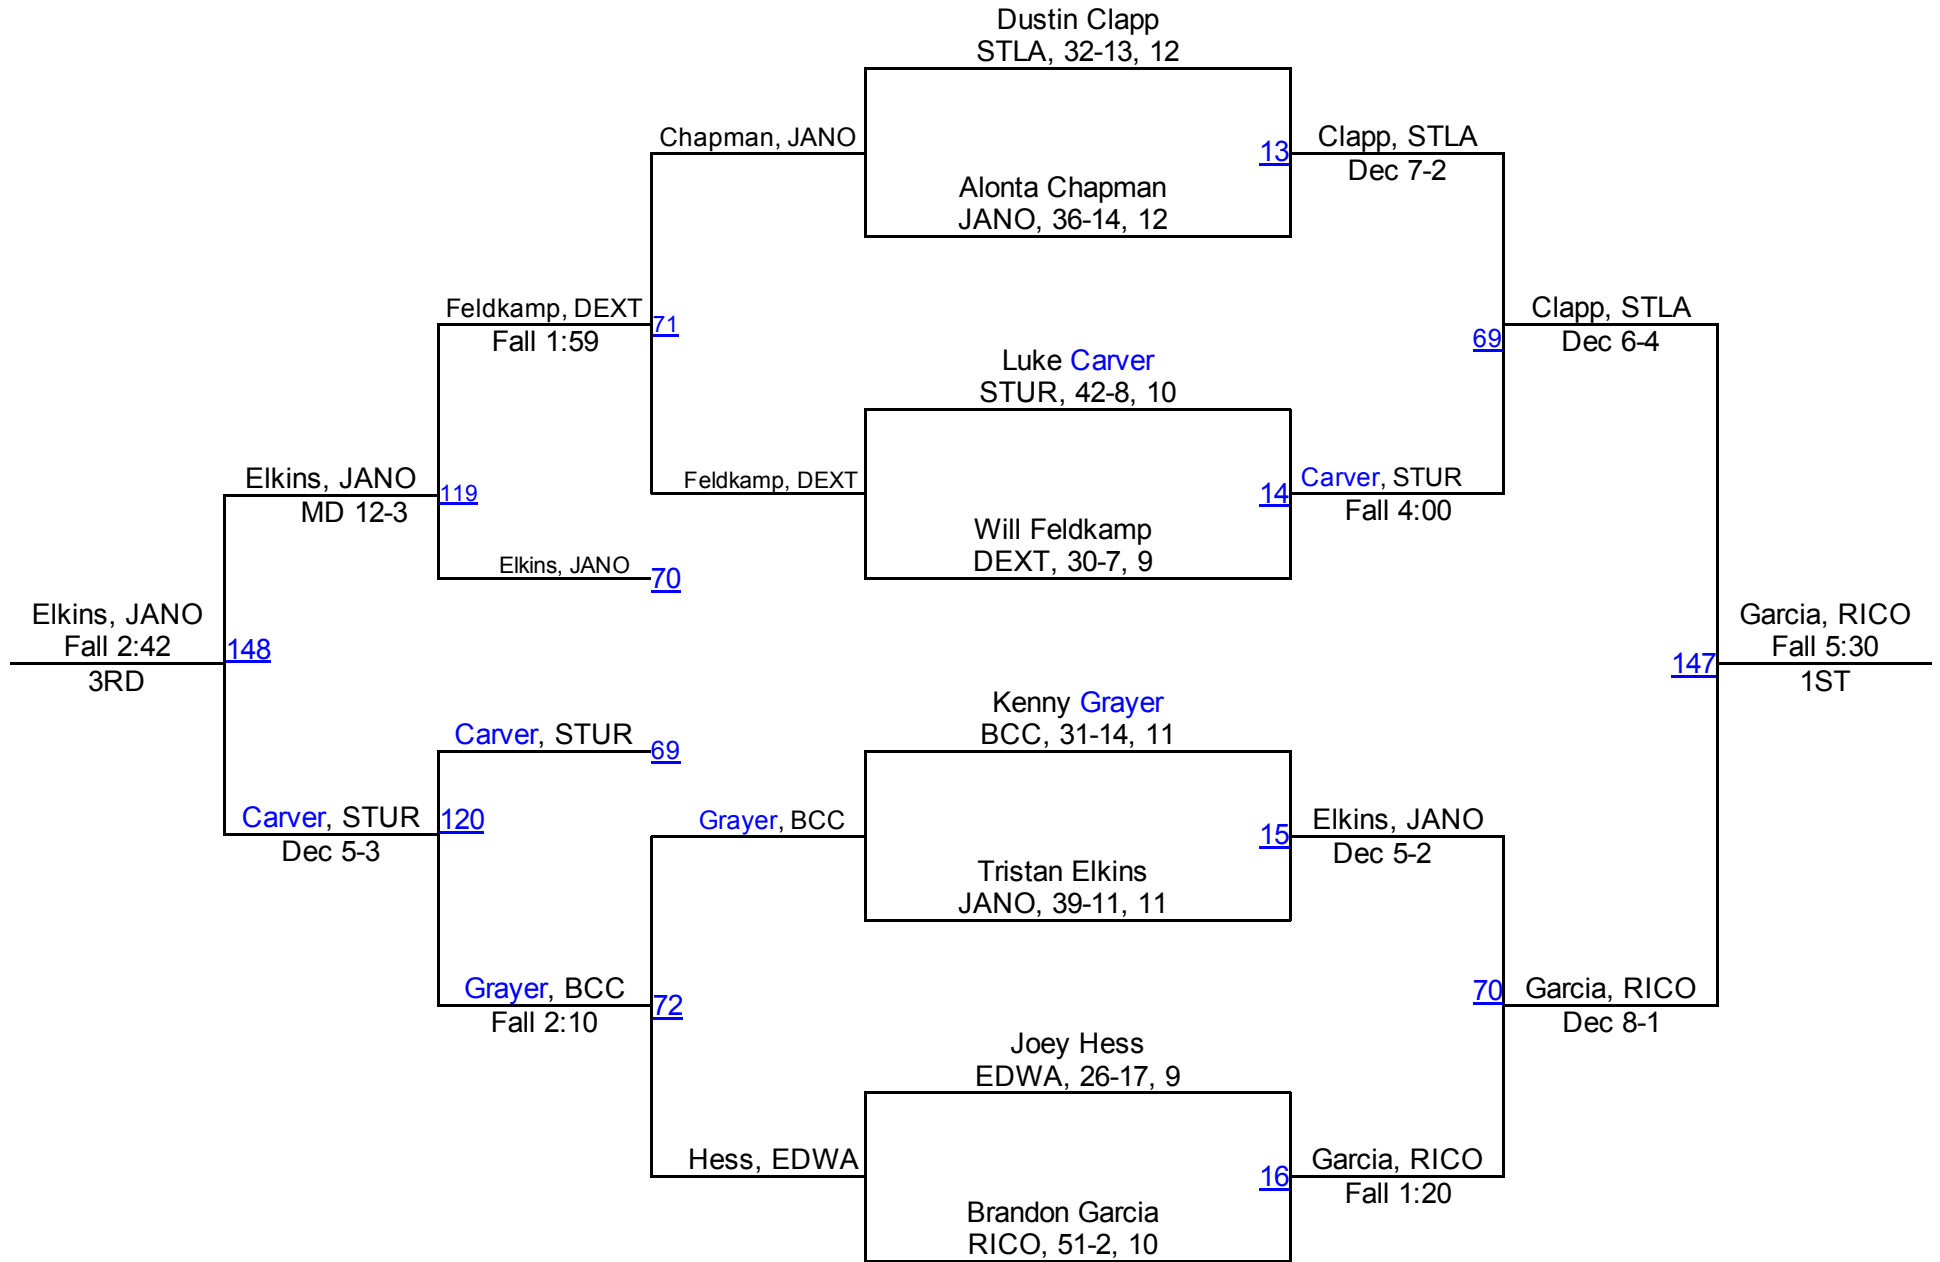 Dustin Clapp
STLA, 32-13, 12
Chapman, JANO
13
Clapp, STLA
Dec 7-2
Alonta Chapman
JANO, 36-14, 12
Feldkamp, DEXT
Fall 1:59
71
Clapp, STLA
Dec 6-4
69
Luke Carver
STUR, 42-8, 10
Elkins, JANO
MD 12-3
119
Feldkamp, DEXT
14
Carver, STUR
Fall 4:00
Will Feldkamp
DEXT, 30-7, 9
Elkins, JANO
70
Elkins, JANO
Fall 2:42
3RD
148
Garcia, RICO
Fall 5:30
1ST
147
Kenny Grayer
BCC, 31-14, 11
Carver, STUR
69
Carver, STUR
Dec 5-3
120
Grayer, BCC
15
Elkins, JANO
Dec 5-2
Tristan Elkins
JANO, 39-11, 11
Grayer, BCC
Fall 2:10
72
70
Garcia, RICO
Dec 8-1
Joey Hess
EDWA, 26-17, 9
Hess, EDWA
16
Garcia, RICO
Fall 1:20
Brandon Garcia
RICO, 51-2, 10